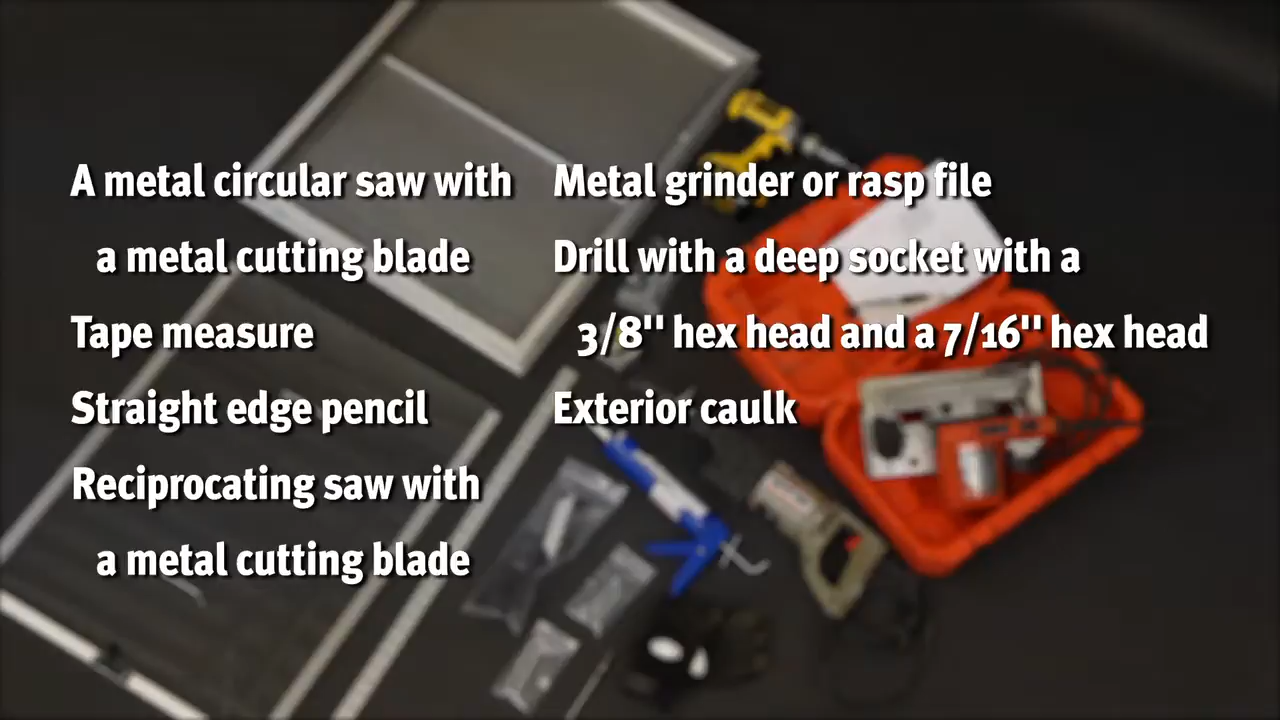 A metal circular saw with
a metal cutting blade
Tape measure
Straight edge pencil
Reciprocating saw with
a metal cutting blade
Metal grinder or rasp file
Drill with a deep socket with a
3/8'' hex head and a 7/16'' hex head
Exterior caulk